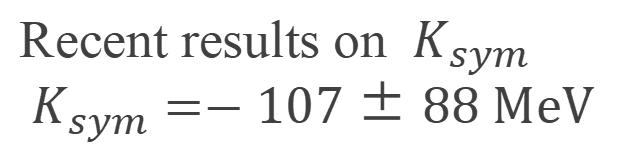 Recent results on K_sym
K_sym =− 107 ± 88 MeV